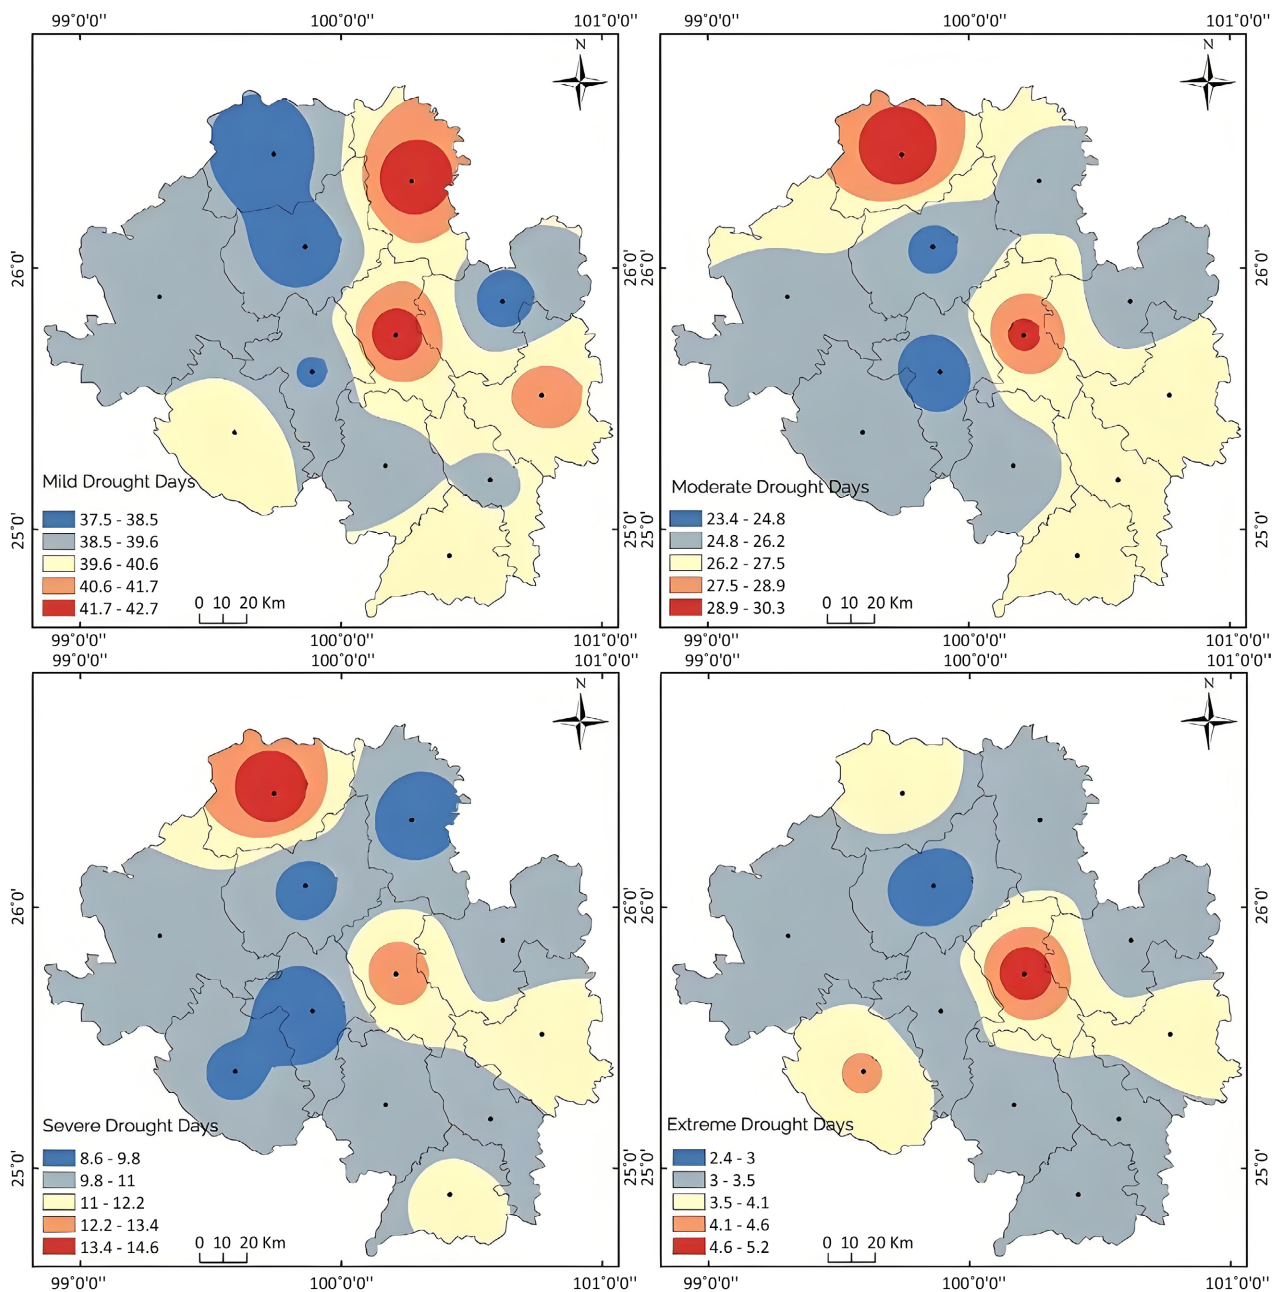 99°0'0" 100°0'0" 101°0'0" 99°0'0" 100°0'0" 101°0'0"
N N
26°0' 26°0' 26°0'
Mild Drought Days
37.5 - 38.5
38.5 - 39.6
39.6 - 40.6
40.6 - 41.7
41.7 - 42.7
0 10 20 Km
Moderate Drought Days
23.4 - 24.8
24.8 - 26.2
26.2 - 27.5
27.5 - 28.9
28.9 - 30.3
0 10 20 Km
25°0' 25°0' 25°0'
99°0'0" 100°0'0" 101°0'0" 99°0'0" 100°0'0" 101°0'0"
99°0'0" 100°0'0" 101°0'0" 99°0'0" 100°0'0" 101°0'0"
N N
26°0' 26°0' 26°0'
Severe Drought Days
8.6 - 9.8
9.8 - 11
11 - 12.2
12.2 - 13.4
13.4 - 14.6
0 10 20 Km
Extreme Drought Days
2.4 - 3
3 - 3.5
3.5 - 4.1
4.1 - 4.6
4.6 - 5.2
0 10 20 Km
25°0' 25°0' 25°0'
99°0'0" 100°0'0" 101°0'0" 99°0'0" 100°0'0" 101°0'0"